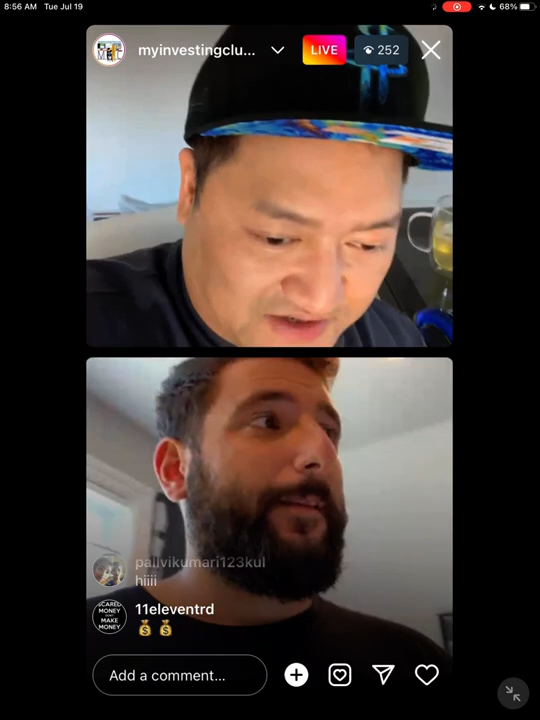 8:56 AM Tue Jul 19
68%
myinvestingclu...
LIVE
252
pallvikumari123kul
hiiii
SCARED
MONEY
DON'T
MAKE
MONEY
11eleventrd
💰 💰
Add a comment...